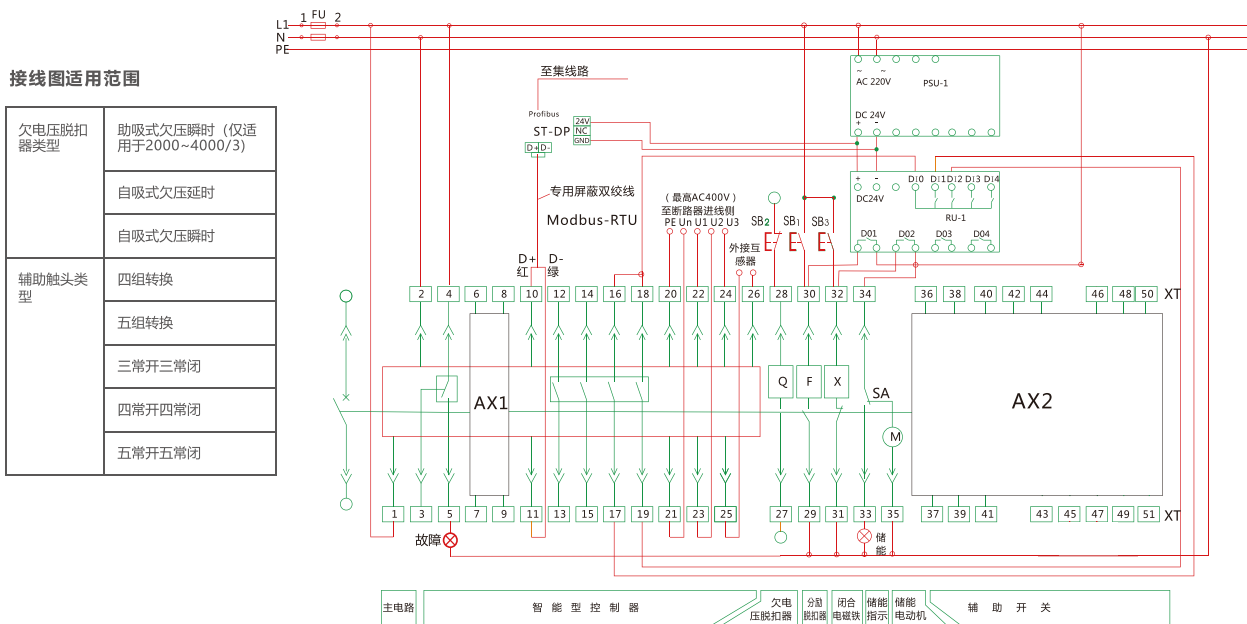 接线图适用范围
欠电压脱扣
器类型
助吸式欠压瞬时（仅适
用于2000~4000/3）
自吸式欠压延时
自吸式欠压瞬时
辅助触头类
型
四组转换
五组转换
三常开三常闭
四常开四常闭
五常开五常闭
L1 1 FU 2
N
PE
至集线路
Profibus
ST-DP
24V
NC
GND
D+ D-
专用屏蔽双绞线
Modbus-RTU
D+ D-
红 绿
（最高AC400V）
至断路器进线侧
PE Un U1 U2 U3
外接互
感器
SB2 SB1 SB3
~ ~
AC 220V PSU-1
DC 24V
+ -
+ - DI0 DI1 DI2 DI3 DI4
DC24V
RU-1
D01 D02 D03 D04
2 4 6 8 10 12 14 16 18 20 22 24 26 28 30 32 34 36 38 40 42 44 46 48 50 XT
Q F X
SA
AX1
AX2
M
1 3 5 7 9 11 13 15 17 19 21 23 25 27 29 31 33 35 37 39 41 43 45 47 49 51 XT
故障
储
能
主电路
智能型控制器
欠电
压脱扣器
分励
脱扣器
闭合
电磁铁
储能
指示
储能
电动机
辅助开关